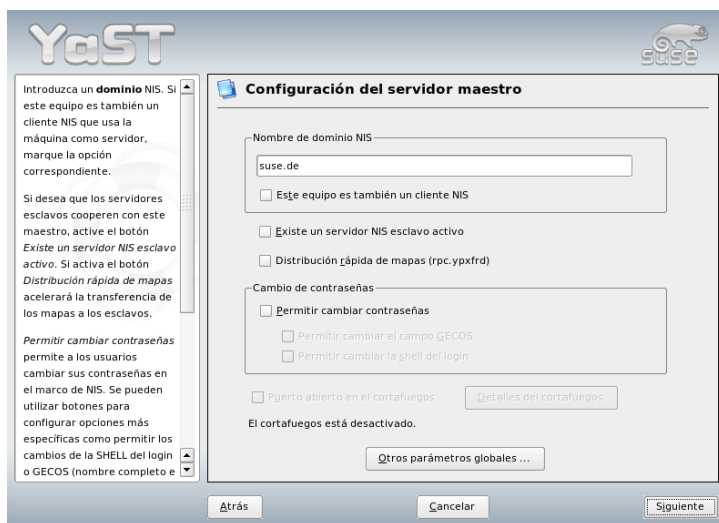 YaST
suse
Introduzca un dominio NIS. Si
este equipo es también un
cliente NIS que usa la
máquina como servidor,
marque la opción
correspondiente.
Si desea que los servidores
esclavos cooperen con este
maestro, active el botón
Existe un servidor NIS esclavo
activo. Si activa el botón
Distribución rápida de mapas
acelerará la transferencia de
los mapas a los esclavos.
Permitir cambiar contraseñas
permite a los usuarios
cambiar sus contraseñas en
el marco de NIS. Se pueden
utilizar botones para
configurar opciones más
específicas como permitir los
cambios de la SHELL del login
o GECOS (nombre completo e
Configuración del servidor maestro
Nombre de dominio NIS
suse.de
Este equipo es también un cliente NIS
Existe un servidor NIS esclavo activo
Distribución rápida de mapas (rpc.ypxfrd)
Cambio de contraseñas
Permitir cambiar contraseñas
Permitir cambiar el campo GECOS
Permitir cambiar la shell del login
Puerto abierto en el cortafuegos
Detalles del cortafuegos
El cortafuegos está desactivado.
Otros parámetros globales ...
Atrás
Cancelar
Siguiente